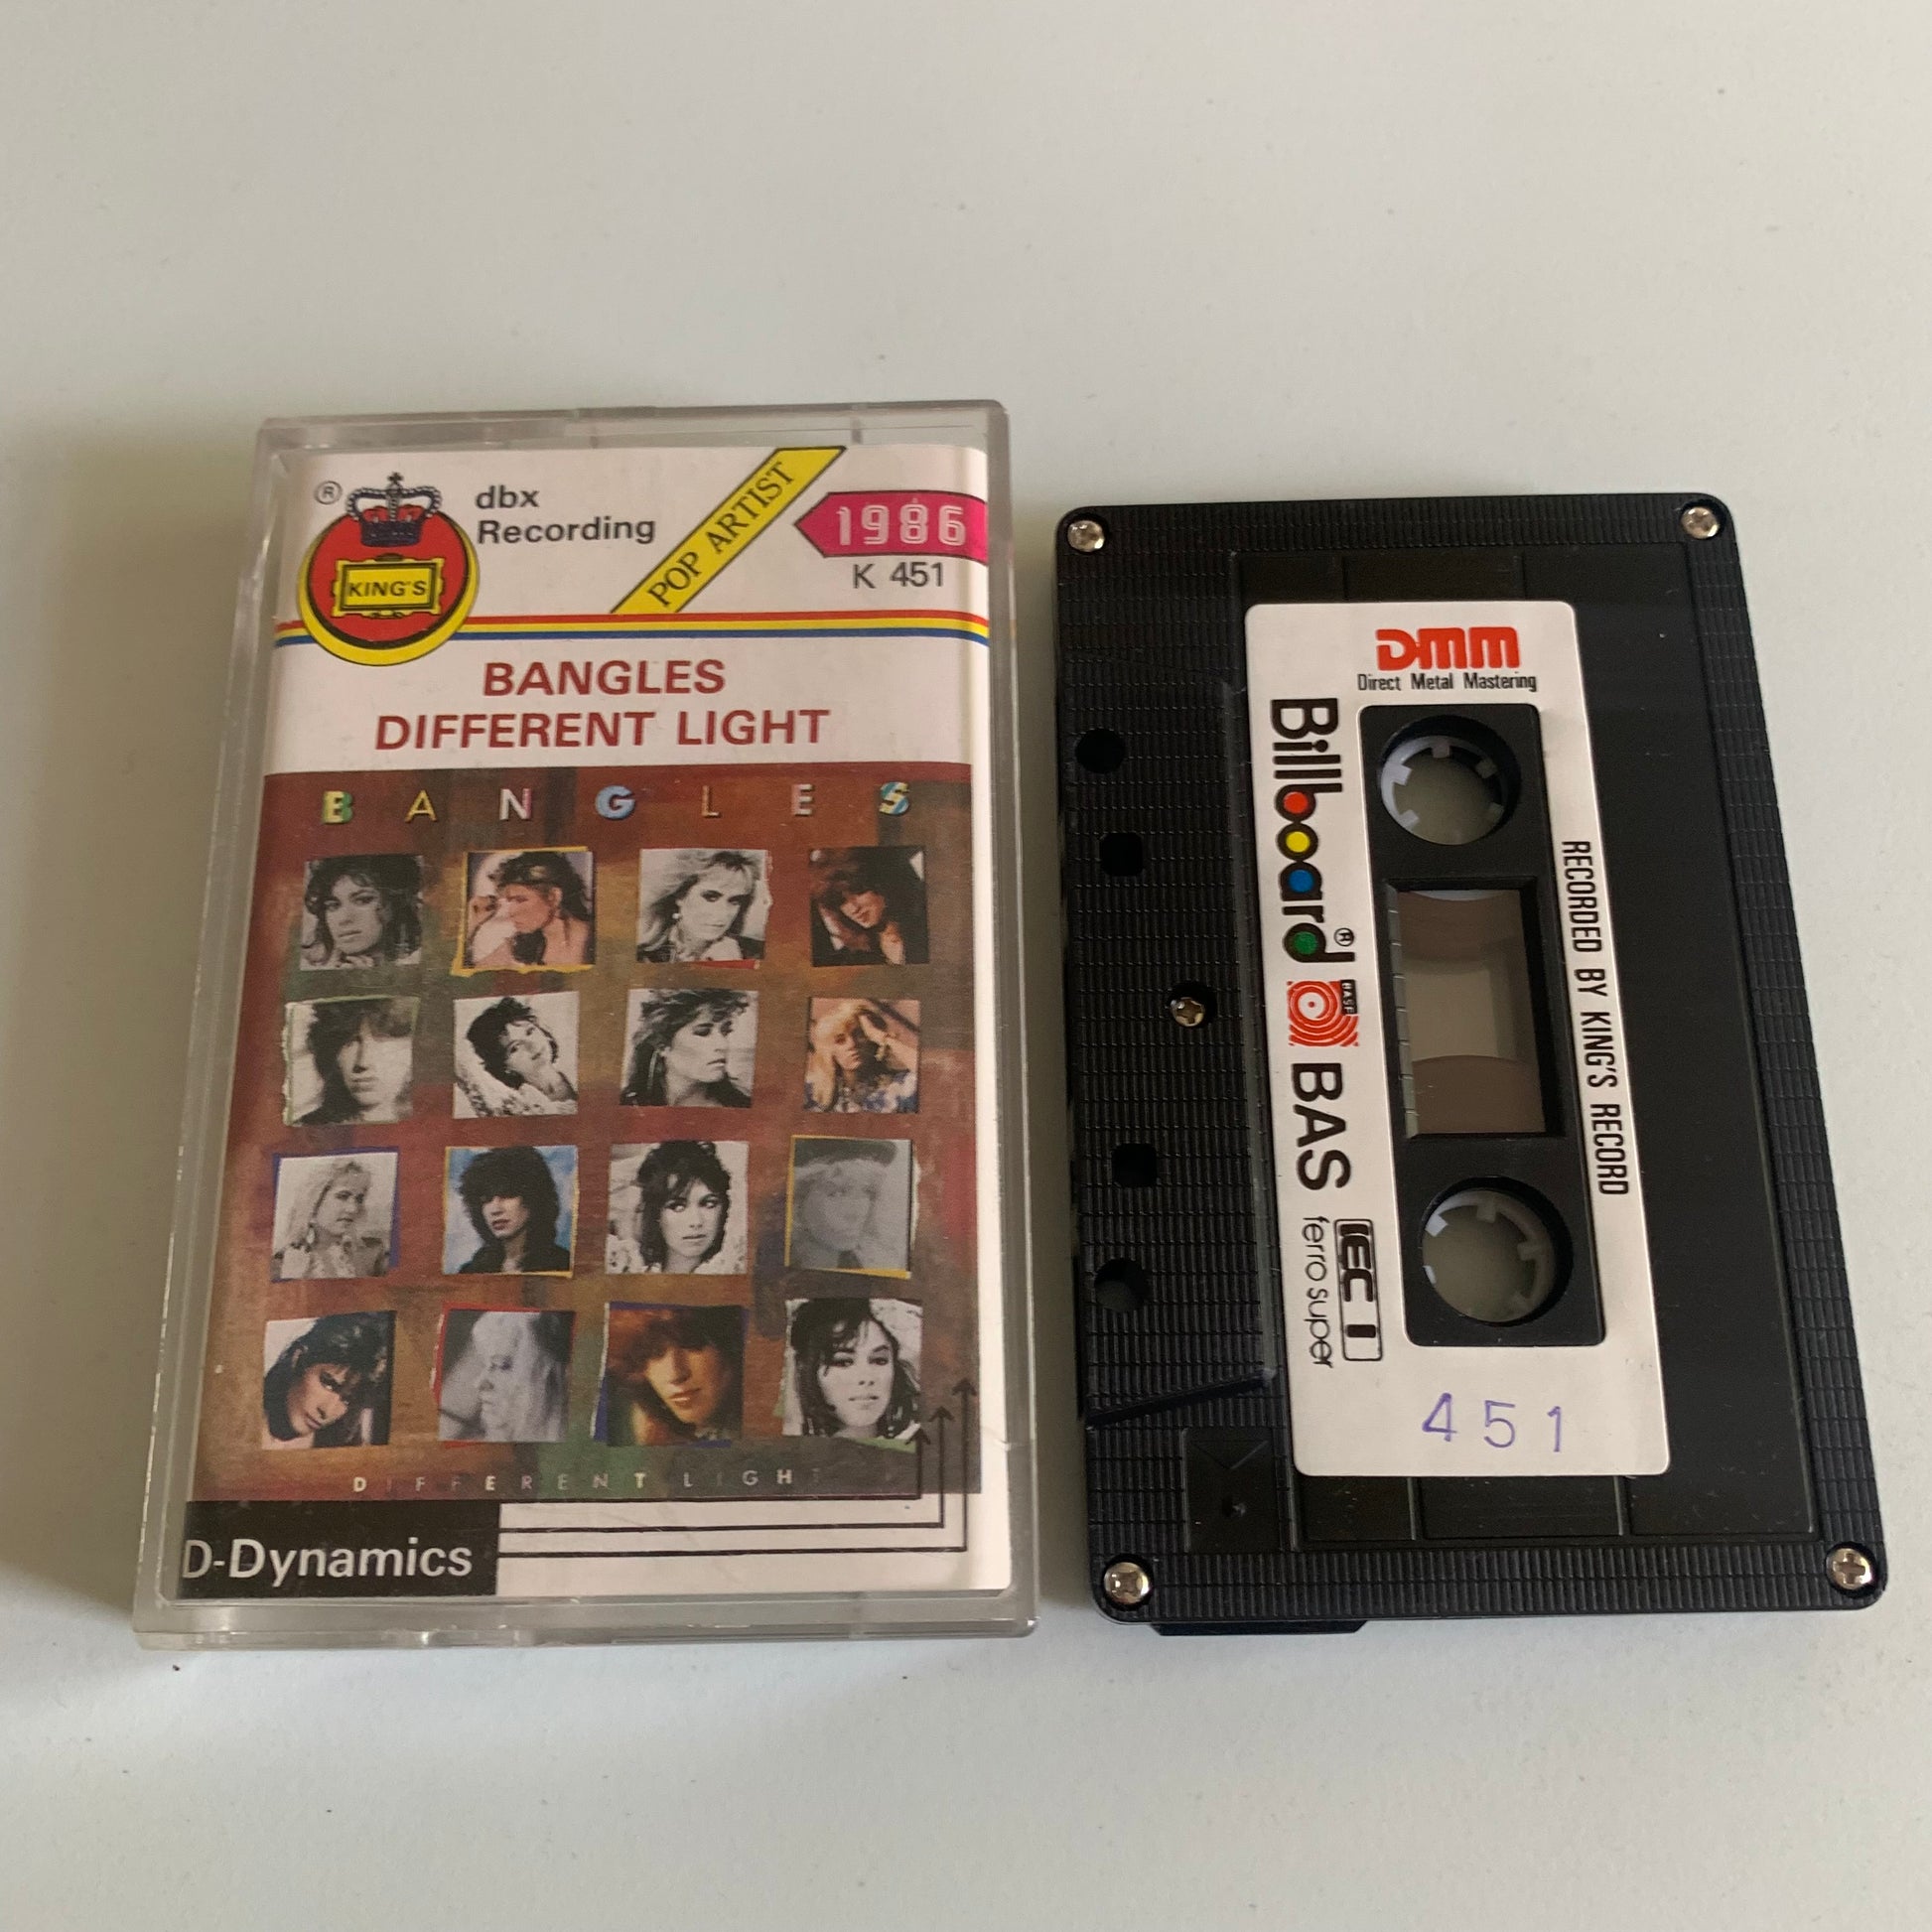 ®
KING'S
dbx
Recording
POP ARTIST
1986
K 451
BANGLES
DIFFERENT LIGHT
BANGLES
DIFFERENT LIGHT
D-Dynamics
DMM
Direct Metal Mastering
Billboard® BASF BAS IEC I
ferro super
RECORDED BY KING'S RECORD
451